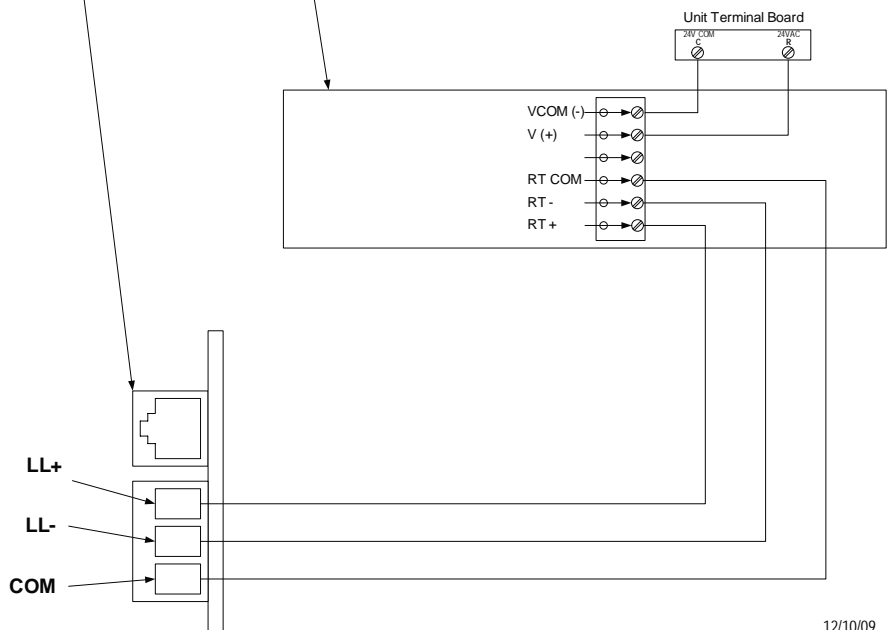 Unit Terminal Board
24V COM
C
24VAC
R
VCOM (-)
V (+)
RT COM
RT -
RT +
LL+
LL-
COM
12/10/09